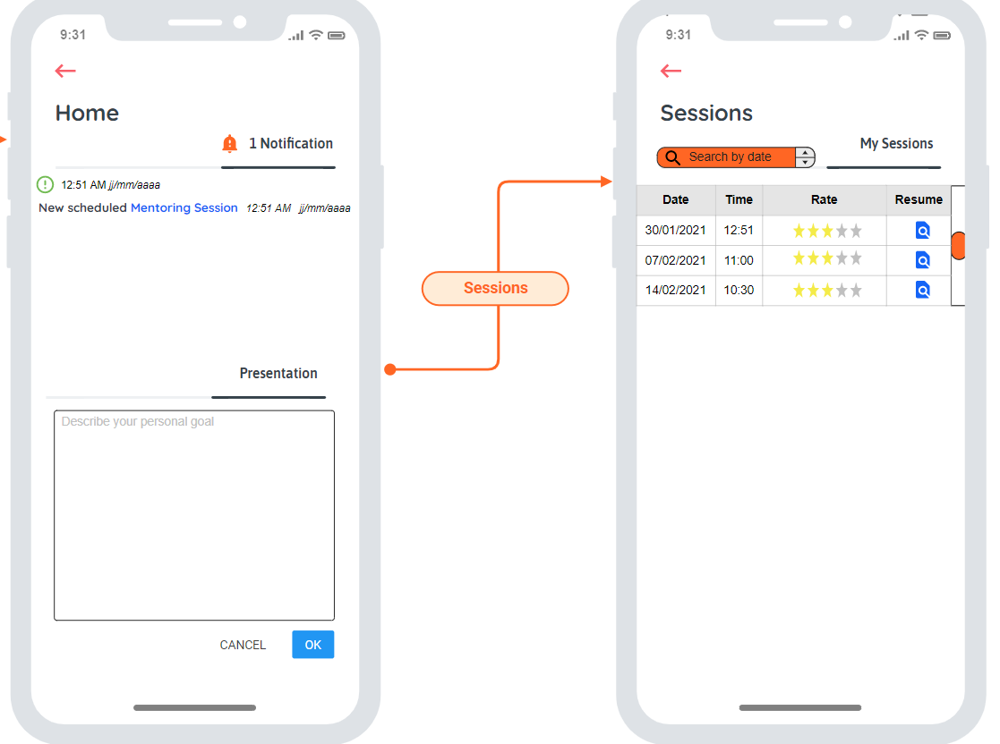 9:31
Home
1 Notification
12:51 AM jj/mm/aaaa
New scheduled Mentoring Session 12:51 AM jj/mm/aaaa
Presentation
Describe your personal goal
CANCEL OK
Sessions
9:31
Sessions
My Sessions
Search by date
Date Time Rate Resume
30/01/2021 12:51
07/02/2021 11:00
14/02/2021 10:30